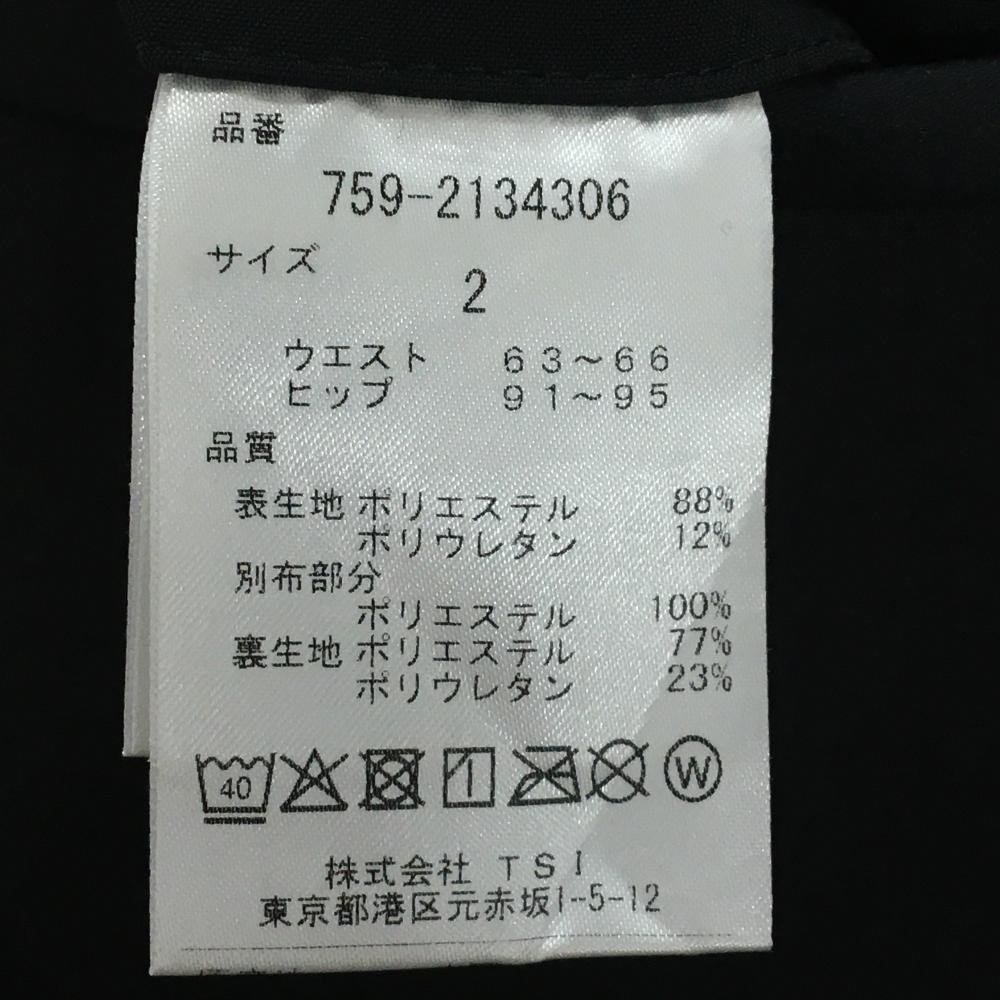 品番
759-2134306
サイズ
2
ウエスト 63～66
ヒップ 91～95
品質
表生地 ポリエステル 88%
ポリウレタン 12%
別布部分
ポリエステル 100%
裏生地 ポリエステル 77%
ポリウレタン 23%
40 W
株式会社 TSI
東京都港区元赤坂1-5-12